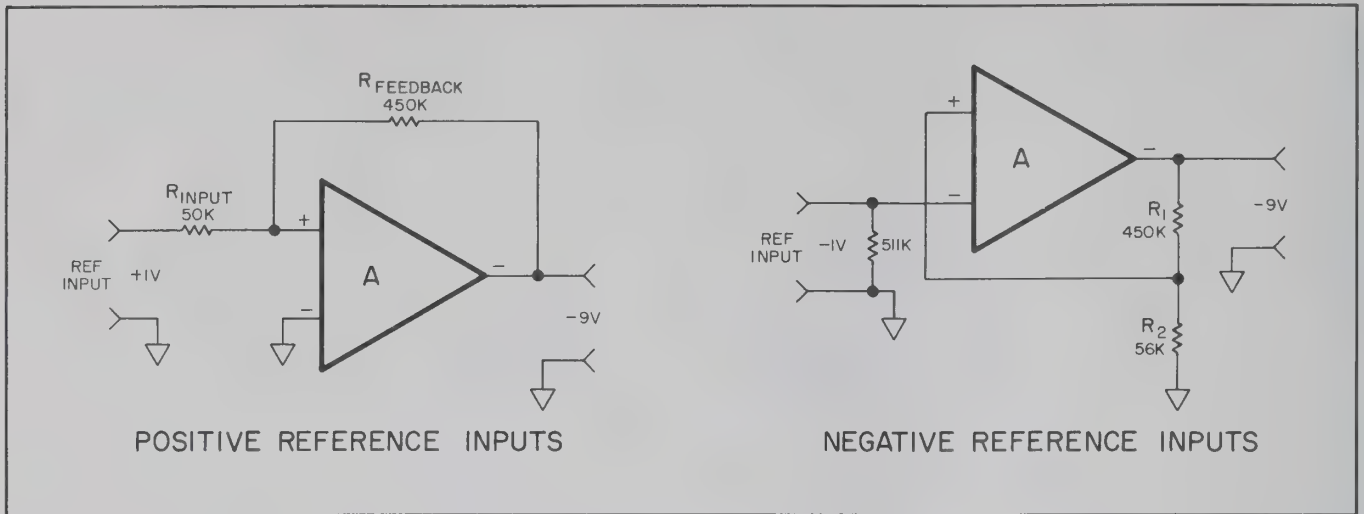 R FEEDBACK
450K
R INPUT
50K
+
A
−
−
REF
INPUT
+1V
−9V
POSITIVE REFERENCE INPUTS
+
A
−
−
REF
INPUT
−1V
511K
R1
450K
−9V
R2
56K
NEGATIVE REFERENCE INPUTS